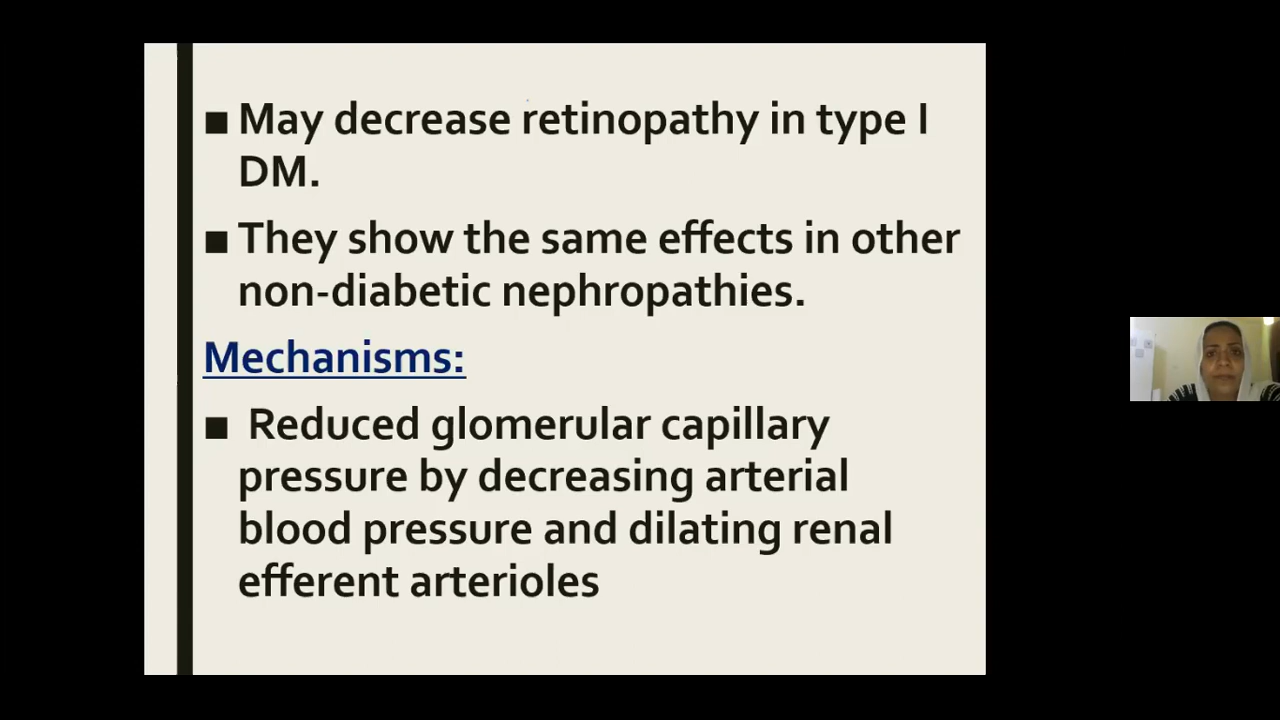 ■ May decrease retinopathy in type I
DM.
■ They show the same effects in other
non-diabetic nephropathies.
Mechanisms:
■ Reduced glomerular capillary
pressure by decreasing arterial
blood pressure and dilating renal
efferent arterioles